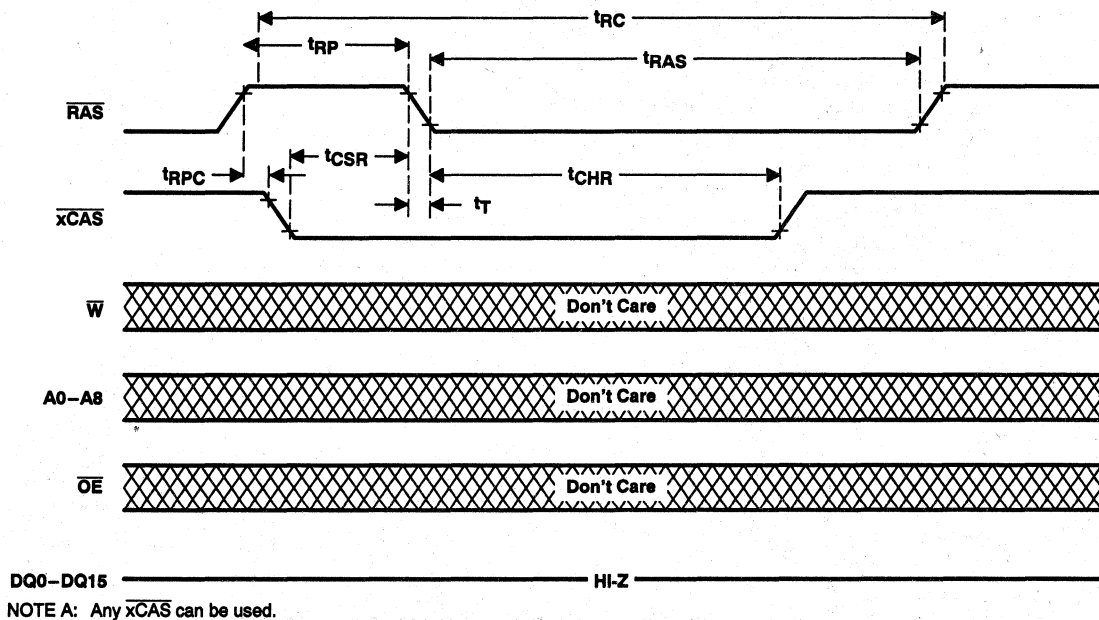 tRC
tRP
tRAS
RAS
tCSR
tRPC
tCHR
xCAS
tT
W
Don't Care
A0–A8
Don't Care
OE
Don't Care
DQ0–DQ15
HI-Z
NOTE A: Any xCAS can be used.